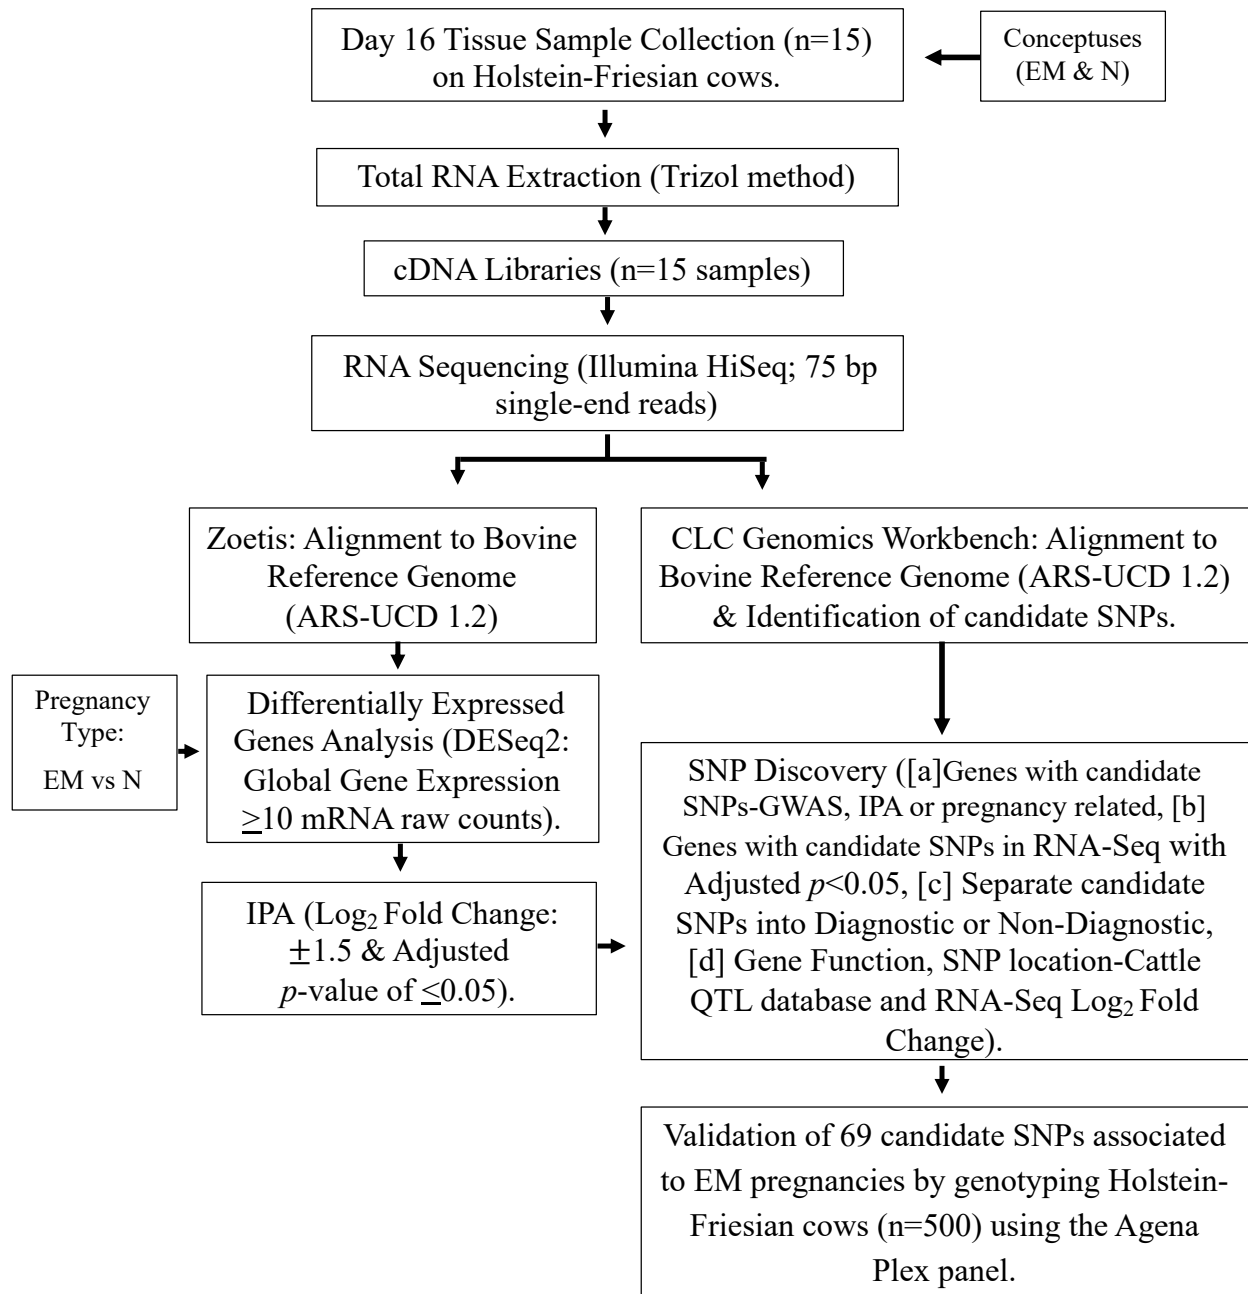 Day 16 Tissue Sample Collection (n=15)
on Holstein-Friesian cows.
Conceptuses
(EM & N)
Total RNA Extraction (Trizol method)
cDNA Libraries (n=15 samples)
RNA Sequencing (Illumina HiSeq; 75 bp
single-end reads)
Zoetis: Alignment to Bovine
Reference Genome
(ARS-UCD 1.2)
CLC Genomics Workbench: Alignment to
Bovine Reference Genome (ARS-UCD 1.2)
& Identification of candidate SNPs.
Pregnancy
Type:
EM vs N
Differentially Expressed
Genes Analysis (DESeq2:
Global Gene Expression
≥10 mRNA raw counts).
IPA (Log₂ Fold Change:
±1.5 & Adjusted
p-value of ≤0.05).
SNP Discovery ([a]Genes with candidate
SNPs-GWAS, IPA or pregnancy related, [b]
Genes with candidate SNPs in RNA-Seq with
Adjusted p<0.05, [c] Separate candidate
SNPs into Diagnostic or Non-Diagnostic,
[d] Gene Function, SNP location-Cattle
QTL database and RNA-Seq Log₂ Fold
Change).
Validation of 69 candidate SNPs associated
to EM pregnancies by genotyping Holstein-
Friesian cows (n=500) using the Agena
Plex panel.